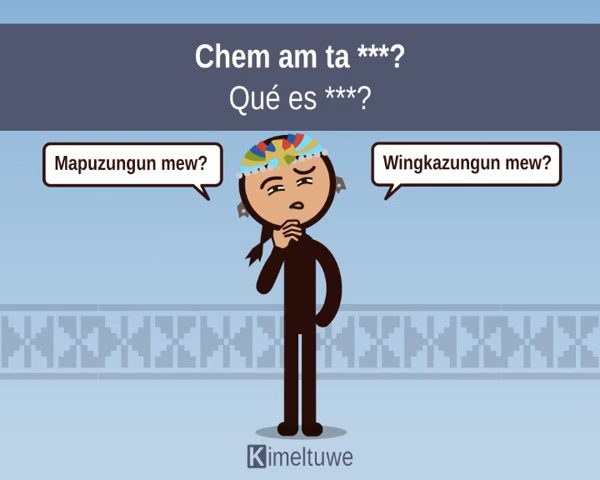 Chem am ta ***?
Qué es ***?
Mapuzungun mew?
Wingkazungun mew?
Kimeltuwe